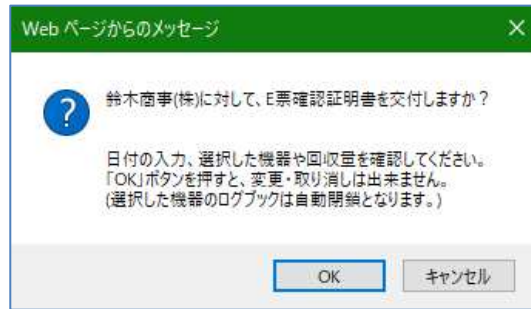 Web ページからのメッセージ
鈴木商事(株)に対して、E票確認証明書を交付しますか？
日付の入力、選択した機器や回収量を確認してください。
「OK」ボタンを押すと、変更・取り消しは出来ません。
(選択した機器のログブックは自動閉鎖となります。)
OK
キャンセル